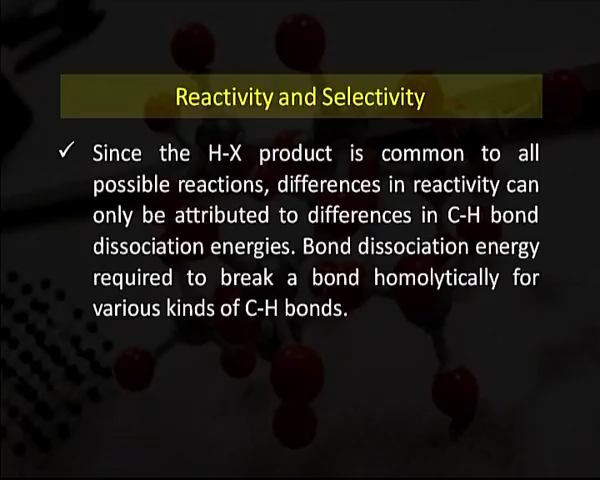 Reactivity and Selectivity
✓ Since the H-X product is common to all
possible reactions, differences in reactivity can
only be attributed to differences in C-H bond
dissociation energies. Bond dissociation energy
required to break a bond homolytically for
various kinds of C-H bonds.